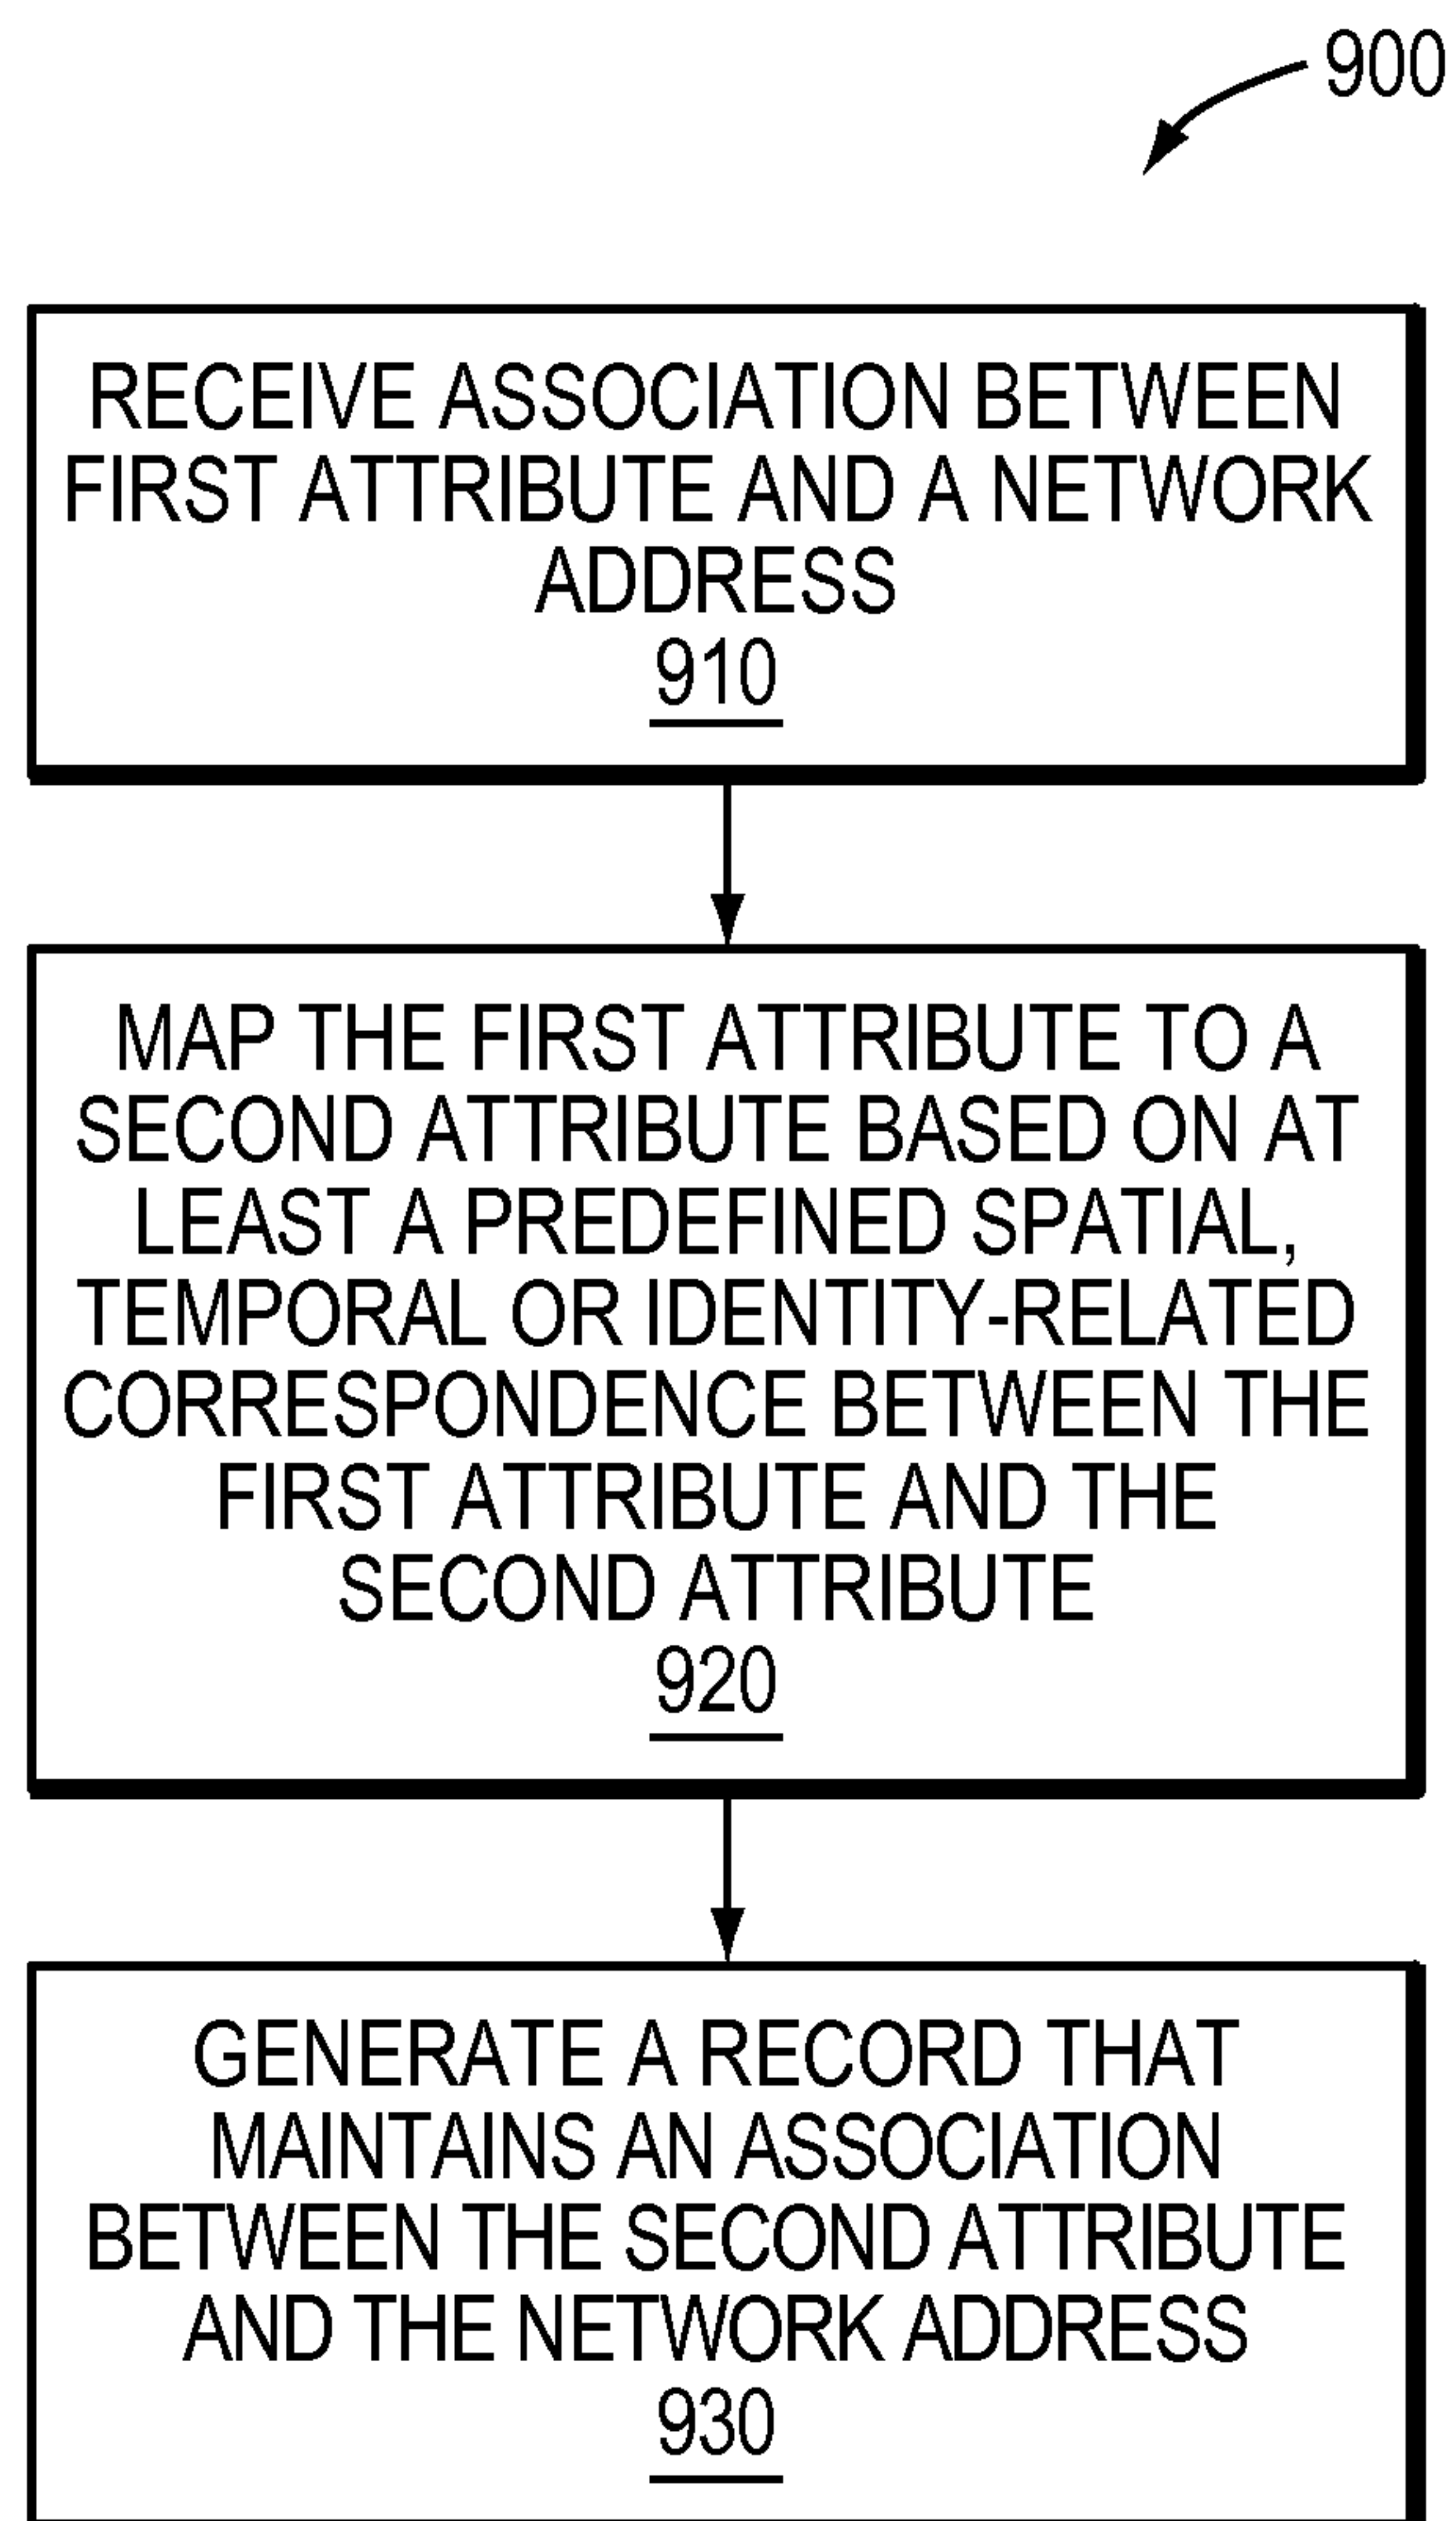 900
RECEIVE ASSOCIATION BETWEEN
FIRST ATTRIBUTE AND A NETWORK
ADDRESS
910
MAP THE FIRST ATTRIBUTE TO A
SECOND ATTRIBUTE BASED ON AT
LEAST A PREDEFINED SPATIAL,
TEMPORAL OR IDENTITY-RELATED
CORRESPONDENCE BETWEEN THE
FIRST ATTRIBUTE AND THE
SECOND ATTRIBUTE
920
GENERATE A RECORD THAT
MAINTAINS AN ASSOCIATION
BETWEEN THE SECOND ATTRIBUTE
AND THE NETWORK ADDRESS
930